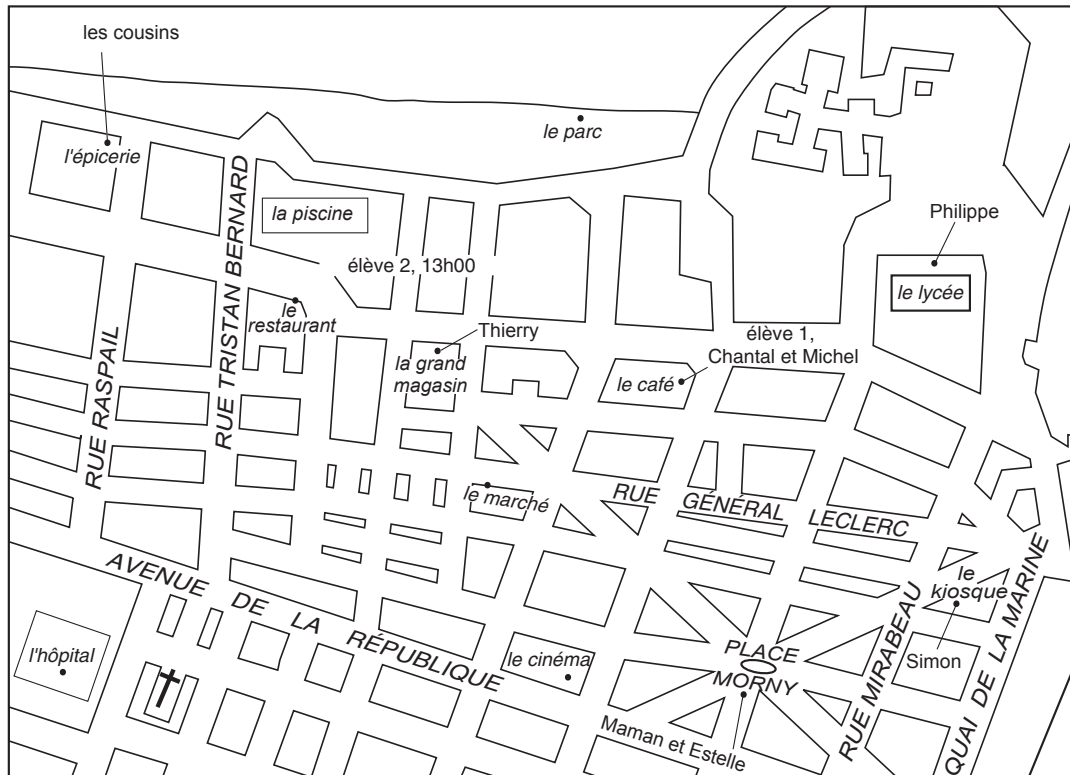 les cousins
le parc
l'épicerie
la piscine
Philippe
RUE TRISTAN BERNARD
élève 2, 13h00
le lycée
le
restaurant
Thierry
élève 1,
Chantal et Michel
la grand
magasin
le café
RUE RASPAIL
le marché
RUE GÉNÉRAL LECLERC
AVENUE DE LA RÉPUBLIQUE
le
kiosque
QUAI DE LA MARINE
RUE MIRABEAU
l'hôpital
le cinéma
PLACE
MORNY
Simon
Maman et Estelle